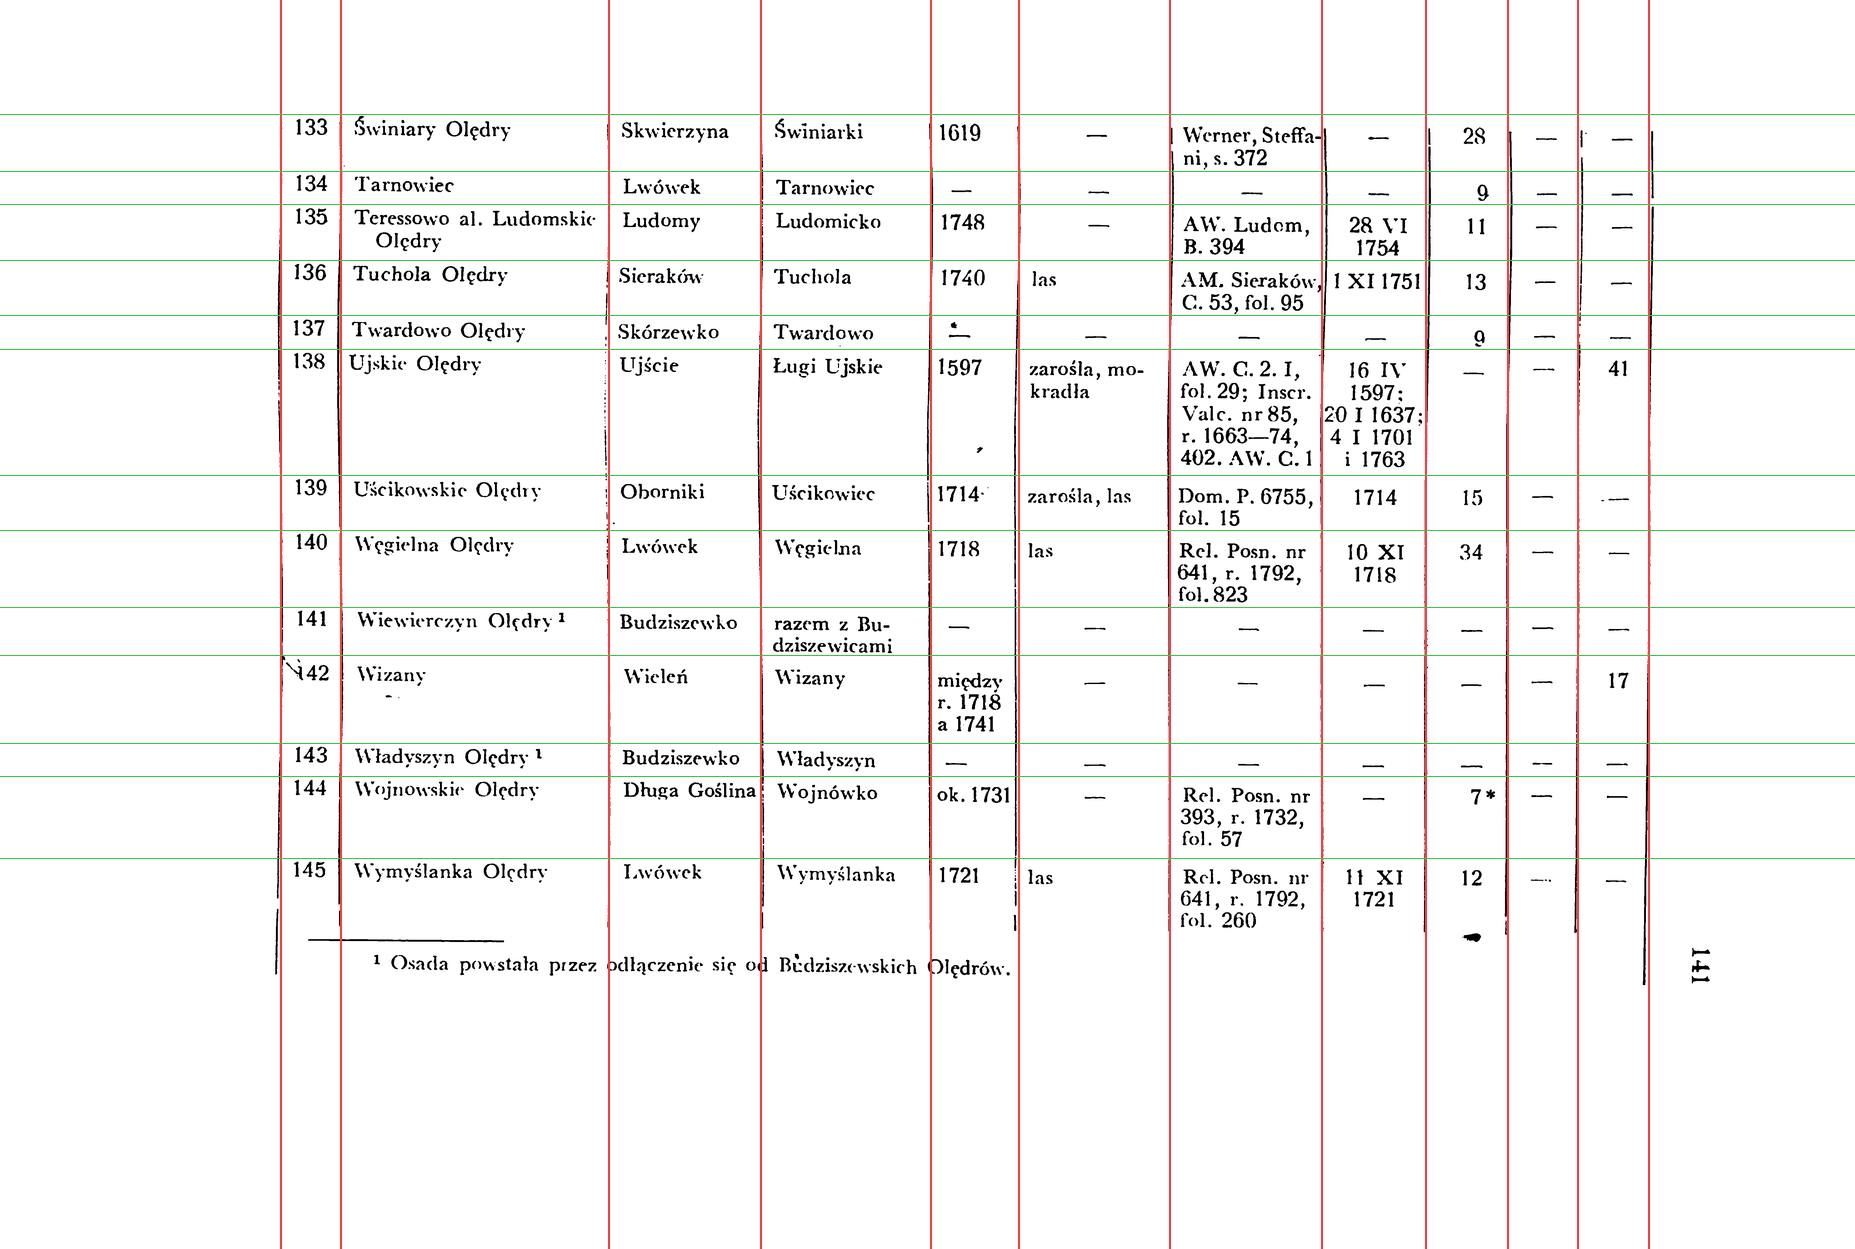 133 Świniary Olędry Skwierzyna Świniarki 1619 — Werner, Steffa- — 28 — —
ni, s. 372
134 Tarnowiec Lwówek Tarnowiec — — — — 9 — —
135 Teressowo al. Ludomskie Ludomy Ludomicko 1748 — AW. Ludom, 28 VI 11 — —
Olędry B. 394 1754
136 Tuchola Olędry Sieraków Tuchola 1740 las AM. Sieraków, 1 XI 1751 13 — —
C. 53, fol. 95
137 Twardowo Olędry Skórzewko Twardowo — — — — 9 — —
138 Ujskie Olędry Ujście Ługi Ujskie 1597 zarośla, mo- AW. C. 2. I, 16 IV — — 41
kradła fol. 29; Inscr. 1597;
Valc. nr 85, 20 I 1637;
r. 1663—74, 4 I 1701
402. AW. C. 1 i 1763
139 Uścikowskie Olędry Oborniki Uścikowiec 1714 zarośla, las Dom. P. 6755, 1714 15 — —
fol. 15
140 Węgielna Olędry Lwówek Węgielna 1718 las Rel. Posn. nr 10 XI 34 — —
641, r. 1792, 1718
fol. 823
141 Wiewierczyn Olędry ¹ Budziszewko razem z Bu- — — — — — — —
dziszewicami
142 Wizany Wieleń Wizany między — — — — — 17
r. 1718
a 1741
143 Władyszyn Olędry ¹ Budziszewko Władyszyn — — — — — — —
144 Wojnowskie Olędry Długa Goślina Wojnówko ok. 1731 — Rel. Posn. nr — 7* — —
393, r. 1732,
fol. 57
145 Wymyślanka Olędry Lwówek Wymyślanka 1721 las Rel. Posn. nr 11 XI 12 — —
641, r. 1792, 1721
fol. 260
¹ Osada powstała przez odłączenie się od Budziszewskich Olędrów.
141